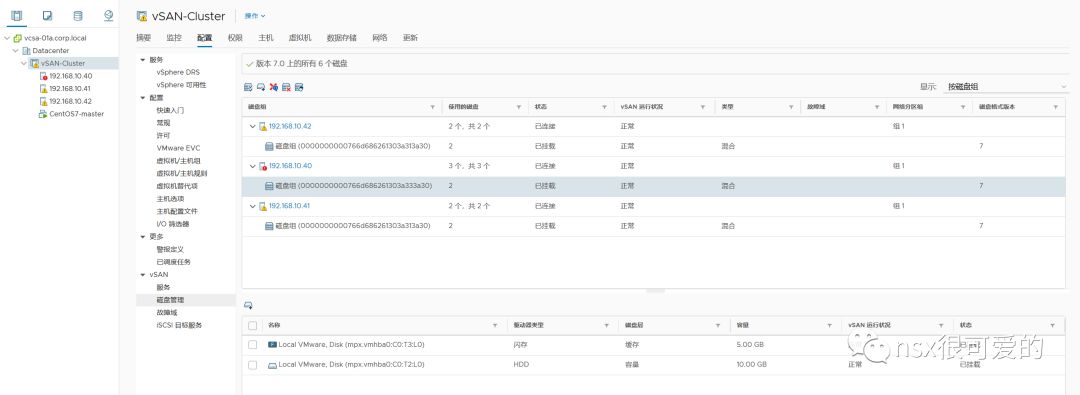 vSAN-Cluster 操作
摘要 监控 配置 权限 主机 虚拟机 数据存储 网络 更新
vcsa-01a.corp.local
Datacenter
vSAN-Cluster
192.168.10.40
192.168.10.41
192.168.10.42
CentOS7-master
服务
vSphere DRS
vSphere 可用性
配置
快速入门
常规
许可
VMware EVC
虚拟机/主机组
虚拟机/主机规则
虚拟机替代项
主机选项
主机配置文件
I/O 筛选器
更多
警报定义
已调度任务
vSAN
服务
磁盘管理
故障域
iSCSI 目标服务
版本 7.0 上的所有 6 个磁盘
显示: 按磁盘组
磁盘组 使用的磁盘 状态 vSAN 运行状况 类型 故障域 网络分区组 磁盘格式版本
192.168.10.42 2 个，共 2 个 已连接 正常 组 1
磁盘组 (0000000000766d686261303a313a30) 2 已挂载 正常 混合 7
192.168.10.40 3 个，共 3 个 已连接 正常 组 1
磁盘组 (0000000000766d686261303a333a30) 2 已挂载 正常 混合 7
192.168.10.41 2 个，共 2 个 已连接 正常 组 1
磁盘组 (0000000000766d686261303a313a30) 2 已挂载 正常 混合 7
名称 驱动器类型 磁盘层 容量 vSAN 运行状况 状态
Local VMware, Disk (mpx.vmhba0:C0:T3:L0) 闪存 缓存 5.00 GB
Local VMware, Disk (mpx.vmhba0:C0:T2:L0) HDD 容量 10.00 GB 正常 已挂载
nsx很可爱的